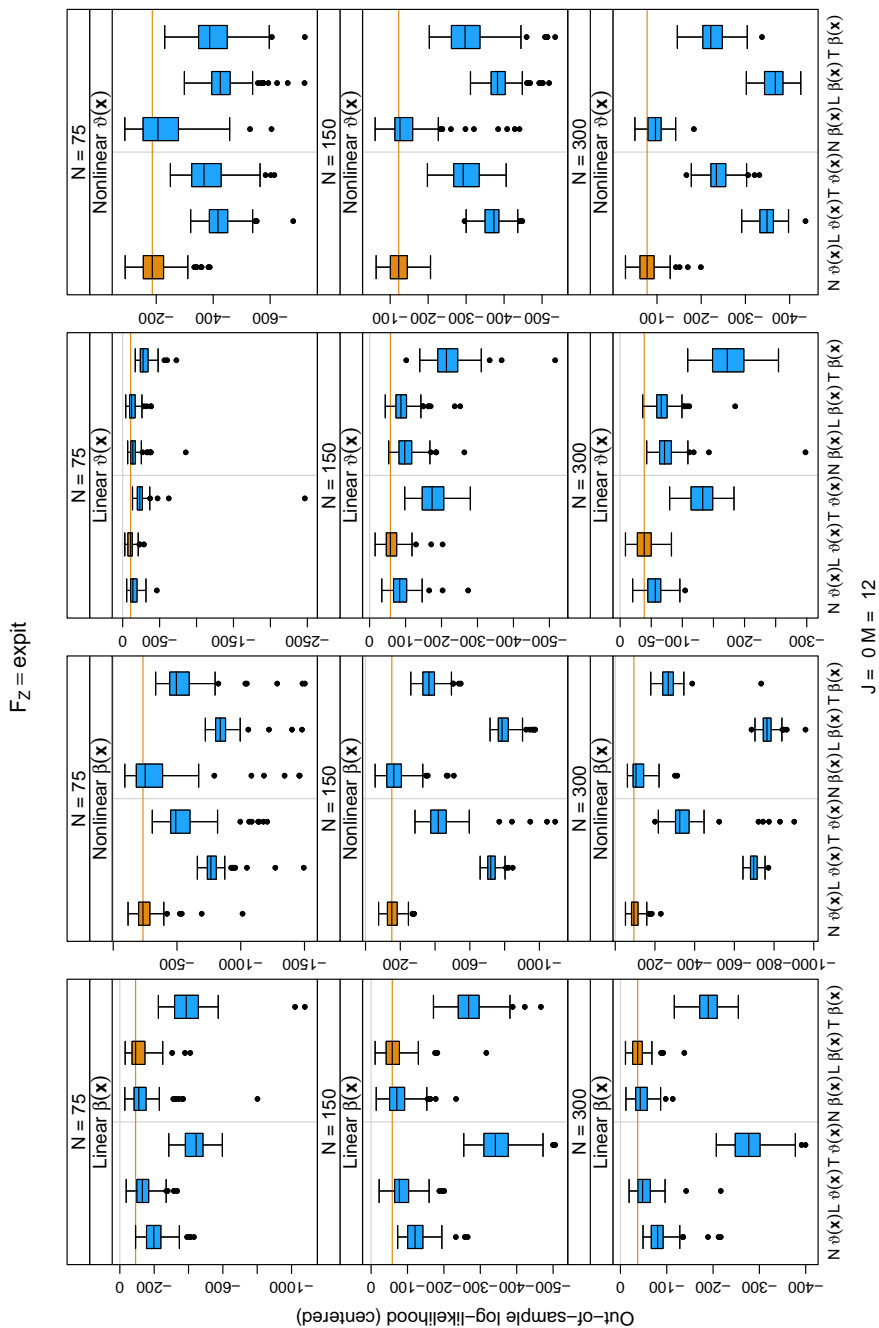 F_Z = expit
N = 75
N = 75
N = 75
N = 75
Linear β(x)
Nonlinear β(x)
Linear ϑ(x)
Nonlinear ϑ(x)
0 −200 −600 −1000
−500 −1000 −1500
0 −500 −1500 −2500
−200 −400 −600
N = 150
N = 150
N = 150
N = 150
Linear β(x)
Nonlinear β(x)
Linear ϑ(x)
Nonlinear ϑ(x)
0 −100 −200 −300 −400 −500
−200 −600 −1000
0 −100 −200 −300 −400 −500
−100 −200 −300 −400 −500
N = 300
N = 300
N = 300
N = 300
Linear β(x)
Nonlinear β(x)
Linear ϑ(x)
Nonlinear ϑ(x)
0 −100 −200 −300 −400
−200 −400 −600 −800 −1000
0 −50 −100 −200 −300
−100 −200 −300 −400
N ϑ(x) L ϑ(x) T ϑ(x) N β(x) L β(x) T β(x)
N ϑ(x) L ϑ(x) T ϑ(x) N β(x) L β(x) T β(x)
N ϑ(x) L ϑ(x) T ϑ(x) N β(x) L β(x) T β(x)
N ϑ(x) L ϑ(x) T ϑ(x) N β(x) L β(x) T β(x)
Out−of−sample log−likelihood (centered)
J = 0 M = 12